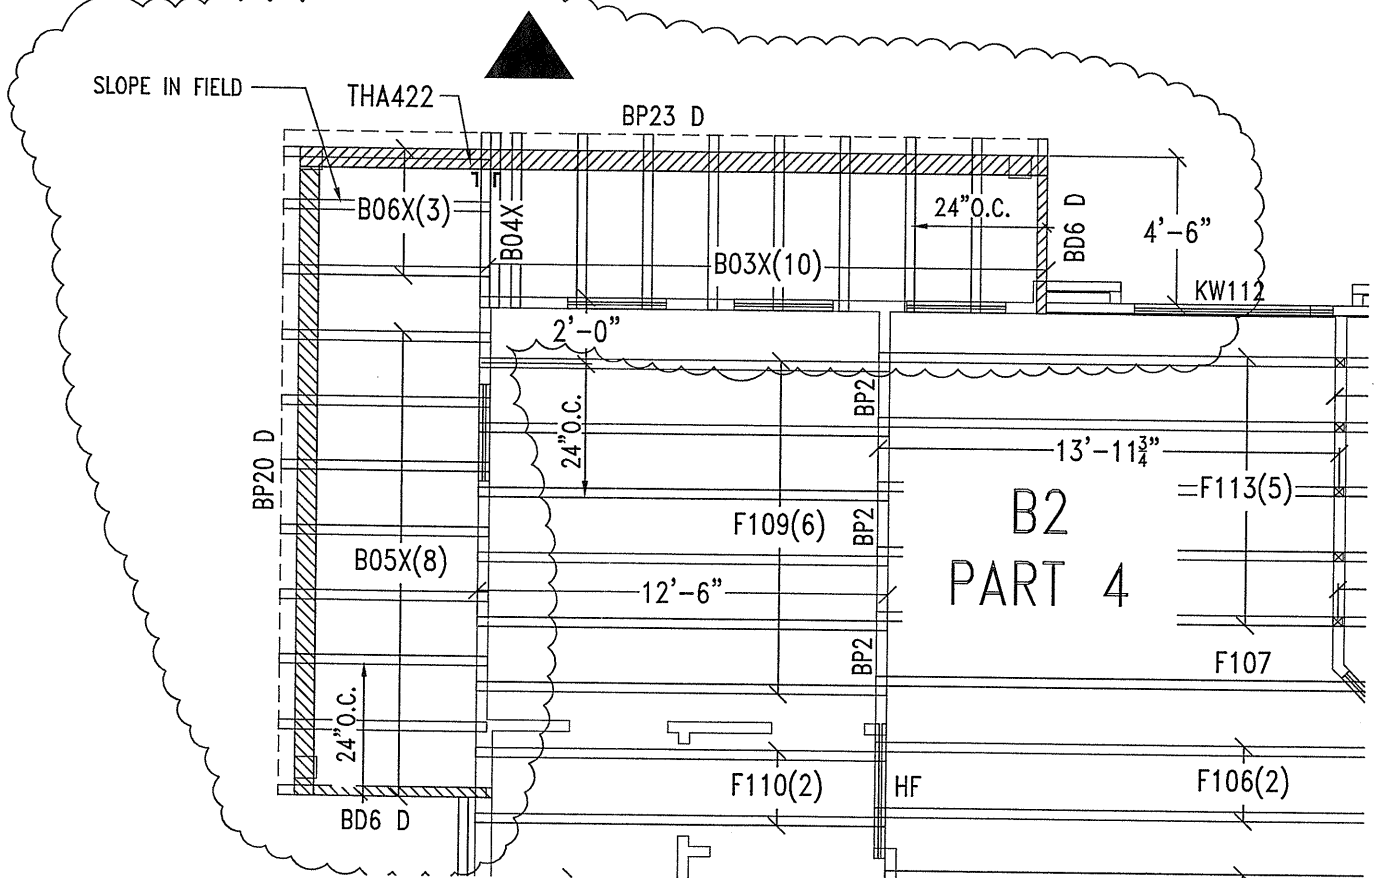 SLOPE IN FIELD
THA422
BP23 D
B06X(3)
B04X
24"O.C.
BD6 D
4'-6"
B03X(10)
KW112
2'-0"
BP2
24"O.C.
13'-11¾"
BP20 D
F113(5)
B2
PART 4
F109(6)
BP2
B05X(8)
12'-6"
BP2
F107
24"O.C.
F110(2)
HF
F106(2)
BD6 D